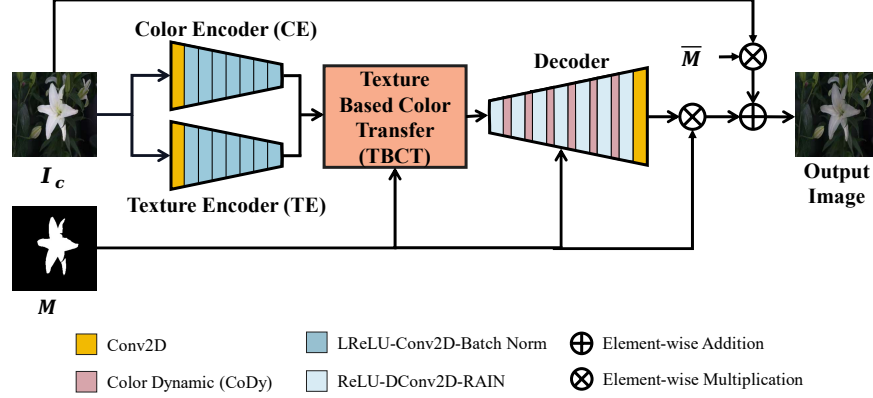 Color Encoder (CE)
Decoder
M̅
Texture
Based Color
Transfer
(TBCT)
I_c
Texture Encoder (TE)
Output
Image
M
Conv2D
LReLU-Conv2D-Batch Norm
Element-wise Addition
Color Dynamic (CoDy)
ReLU-DConv2D-RAIN
Element-wise Multiplication